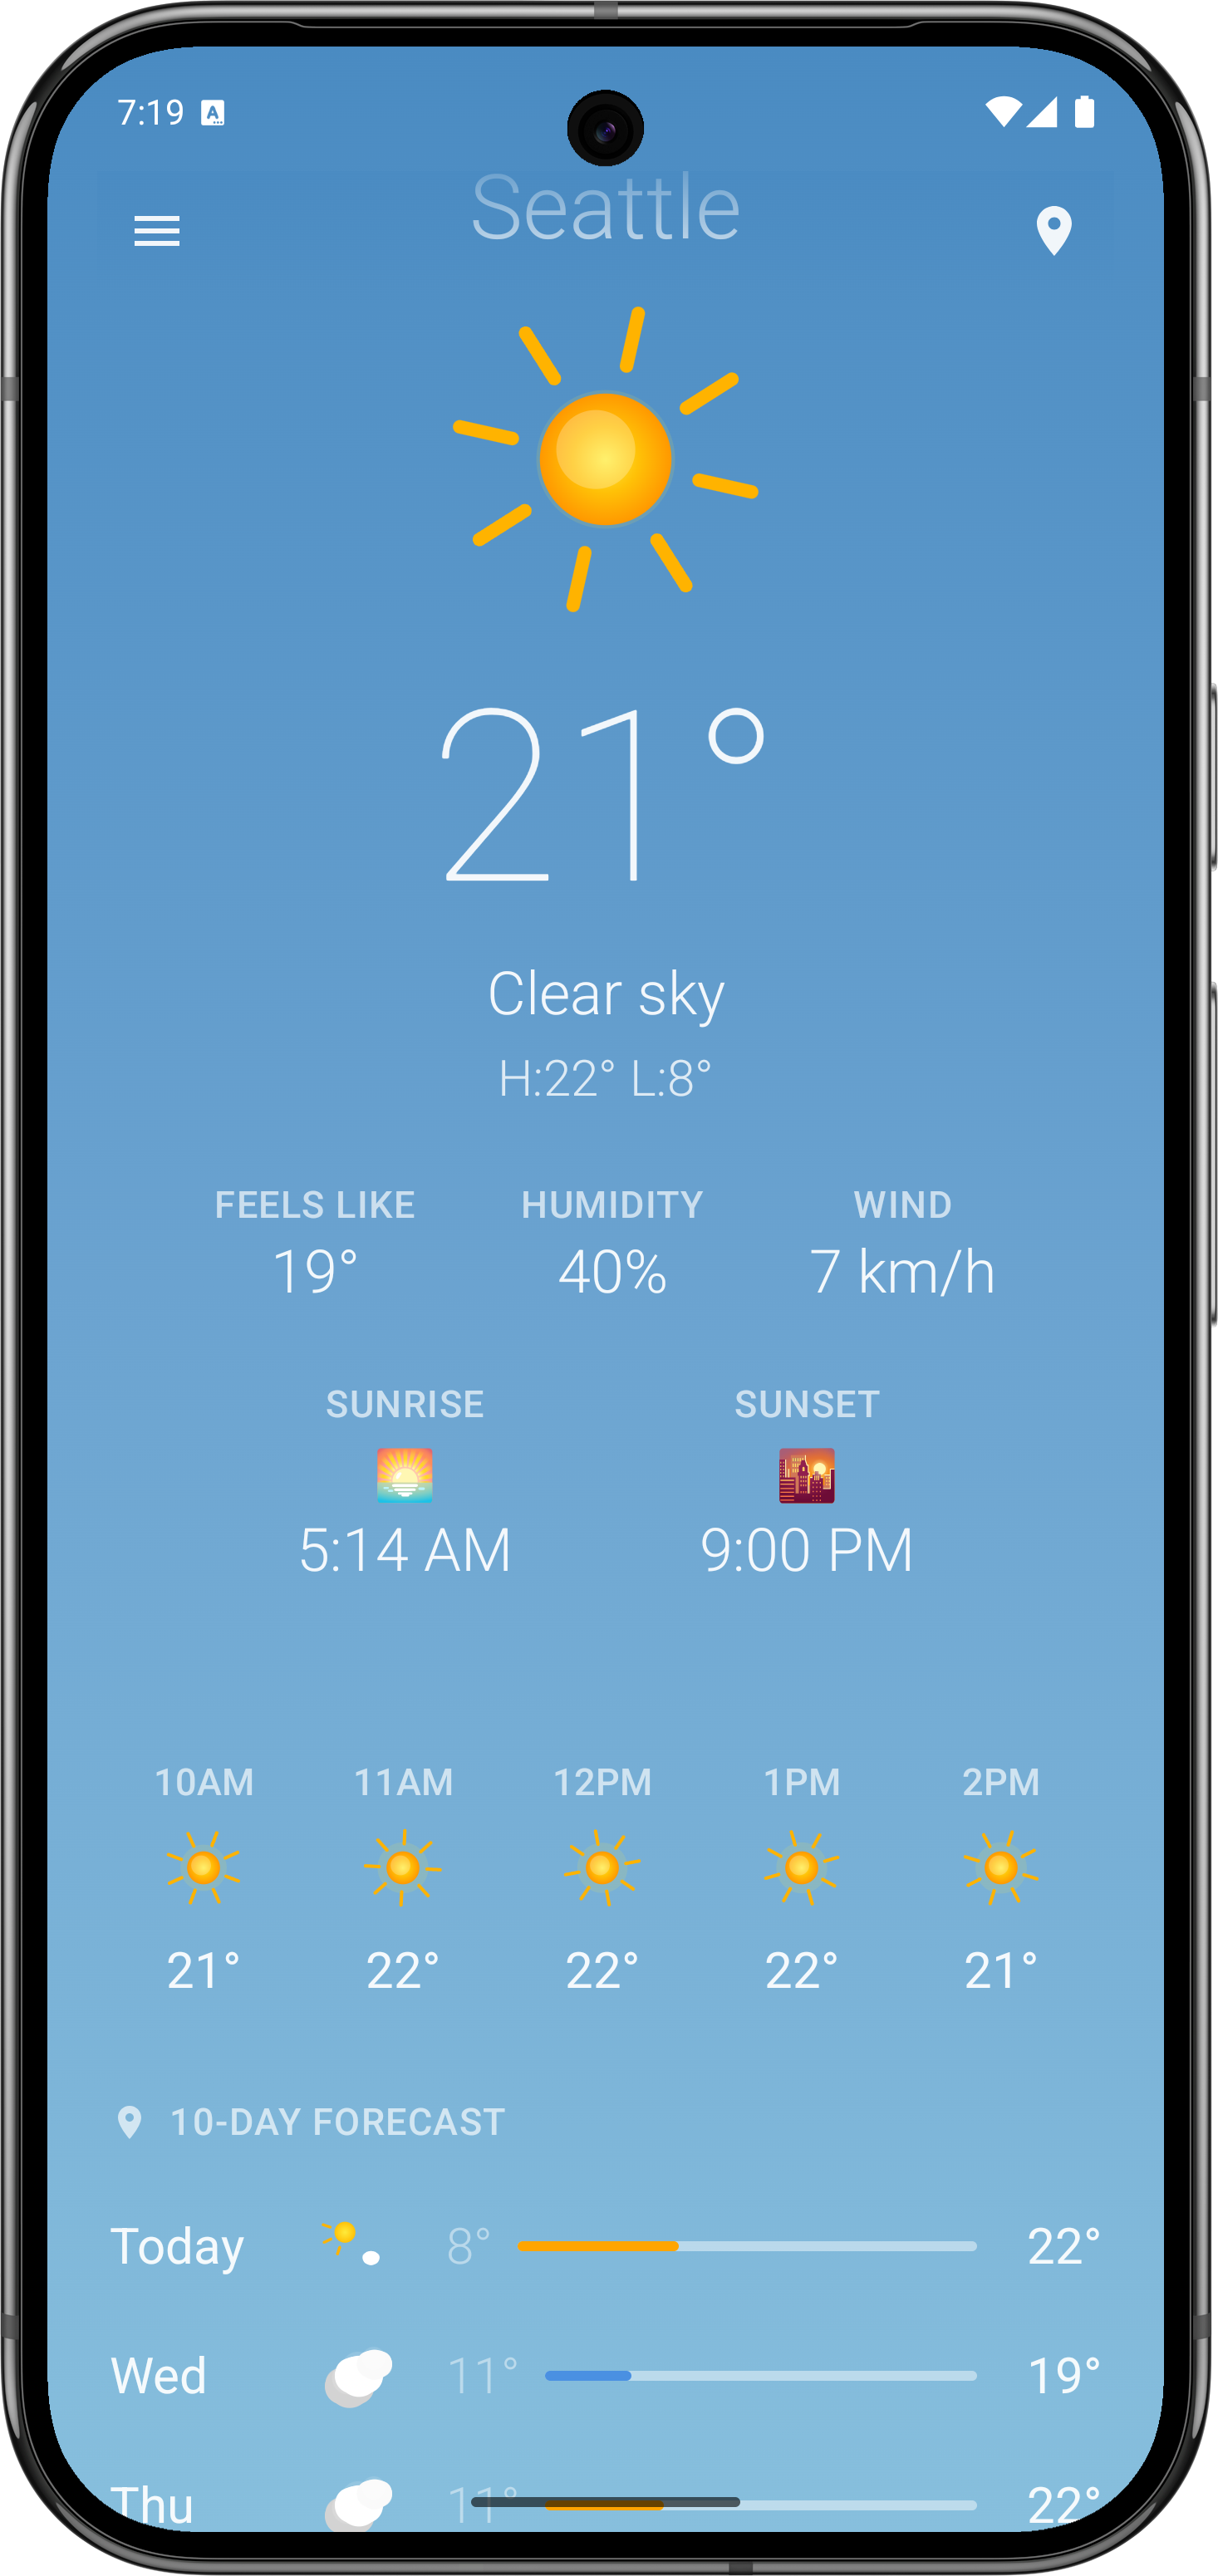 7:19
Seattle
21°
Clear sky
H:22° L:8°
FEELS LIKE HUMIDITY WIND
19° 40% 7 km/h
SUNRISE SUNSET
5:14 AM 9:00 PM
10AM 11AM 12PM 1PM 2PM
21° 22° 22° 22° 21°
10-DAY FORECAST
Today 8° 22°
Wed 11° 19°
Thu 11° 22°